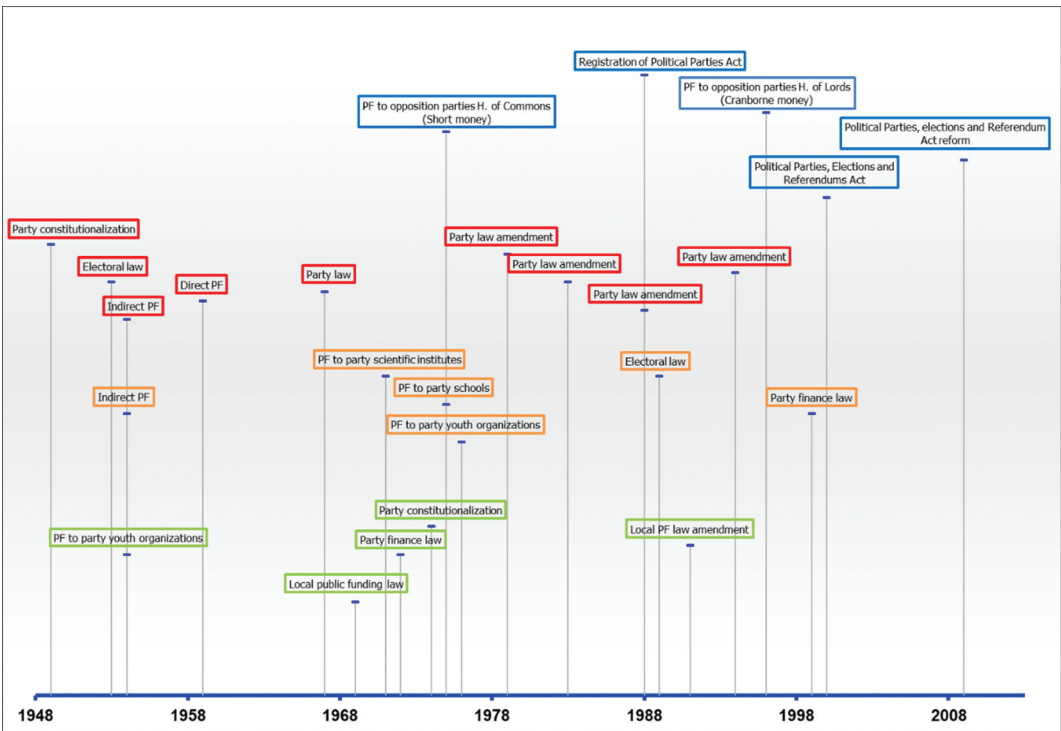 Registration of Political Parties Act
PF to opposition parties H. of Lords
(Cranborne money)
PF to opposition parties H. of Commons
(Short money)
Political Parties, elections and Referendum
Act reform
Political Parties, Elections and
Referendums Act
Party constitutionalization
Party law amendment
Electoral law
Party law
Party law amendment
Party law amendment
Direct PF
Indirect PF
Party law amendment
PF to party scientific institutes
Electoral law
PF to party schools
Indirect PF
Party finance law
PF to party youth organizations
Party constitutionalization
PF to party youth organizations
Party finance law
Local PF law amendment
Local public funding law
1948
1958
1968
1978
1988
1998
2008